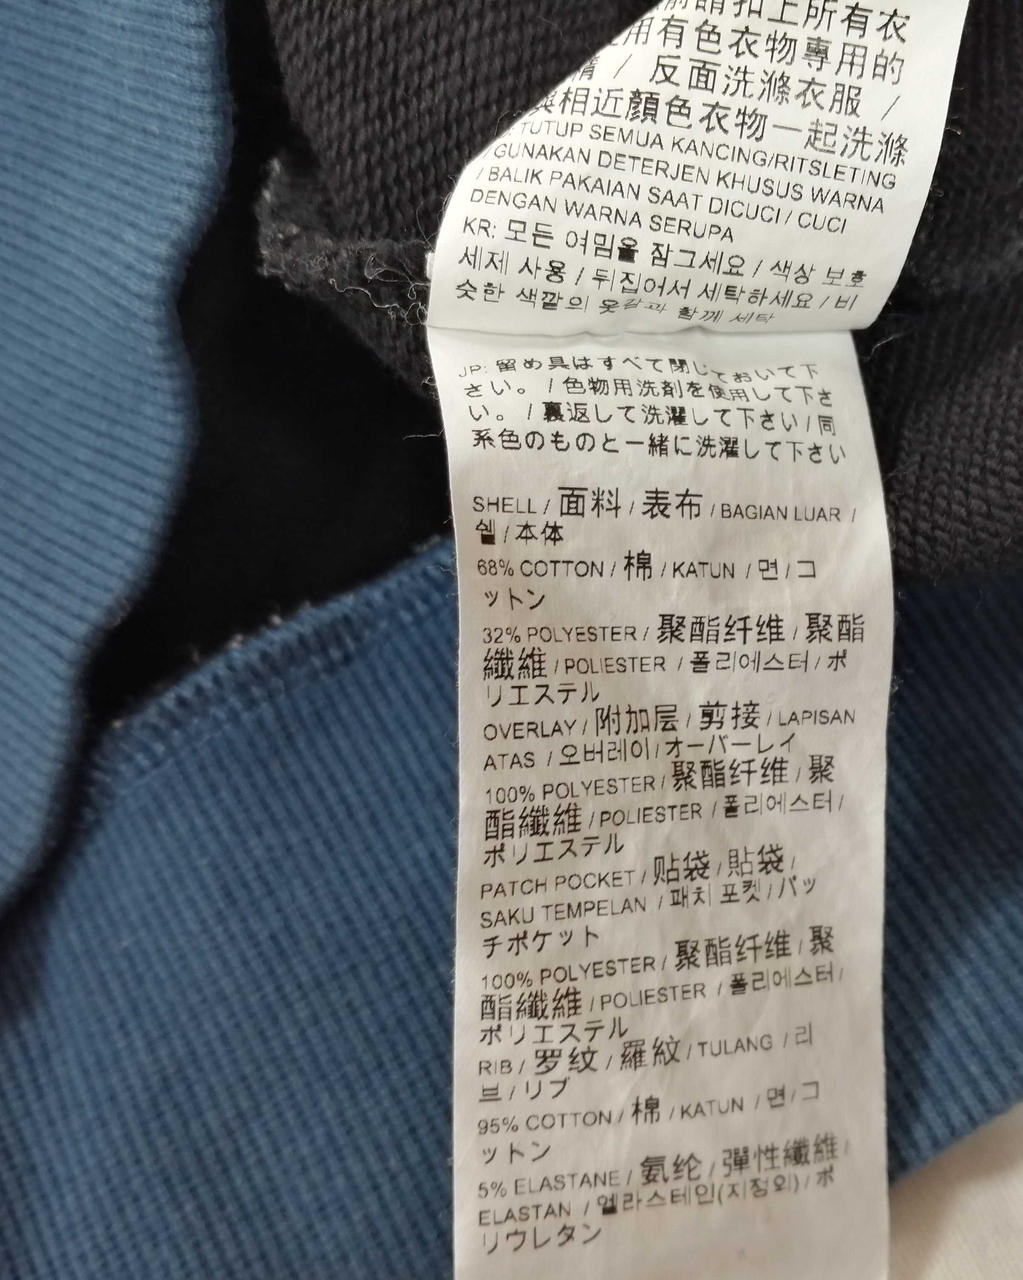 扣上所有衣
用有色衣物專用的
/ 反面洗滌衣服 /
與相近顏色衣物一起洗滌
: TUTUP SEMUA KANCING/RITSLETING
/ GUNAKAN DETERJEN KHUSUS WARNA
/ BALIK PAKAIAN SAAT DICUCI / CUCI
DENGAN WARNA SERUPA
KR: 모든 여밈을 잠그세요 / 색상 보호
세제 사용 / 뒤집어서 세탁하세요 / 비
슷한 색깔의 옷감과 함께 세탁
JP: 留め具はすべて閉じておいて下
さい。 / 色物用洗剤を使用して下さ
い。 / 裏返して洗濯して下さい / 同
系色のものと一緒に洗濯して下さい
SHELL / 面料 / 表布 / BAGIAN LUAR /
쉘 / 本体
68% COTTON / 棉 / KATUN / 면 / コ
ットン
32% POLYESTER / 聚酯纤维 / 聚酯
纖維 / POLIESTER / 폴리에스터 / ポ
リエステル
OVERLAY / 附加层 / 剪接 / LAPISAN
ATAS / 오버레이 / オーバーレイ
100% POLYESTER / 聚酯纤维 / 聚
酯纖維 / POLIESTER / 폴리에스터 /
ポリエステル
PATCH POCKET / 贴袋 / 貼袋 /
SAKU TEMPELAN / 패치 포켓 / パッ
チポケット
100% POLYESTER / 聚酯纤维 / 聚
酯纖維 / POLIESTER / 폴리에스터 /
ポリエステル
RIB / 罗纹 / 羅紋 / TULANG / 리
브 / リブ
95% COTTON / 棉 / KATUN / 면 / コ
ットン
5% ELASTANE / 氨纶 / 彈性纖維 /
ELASTAN / 엘라스테인(지정외) / ポ
リウレタン